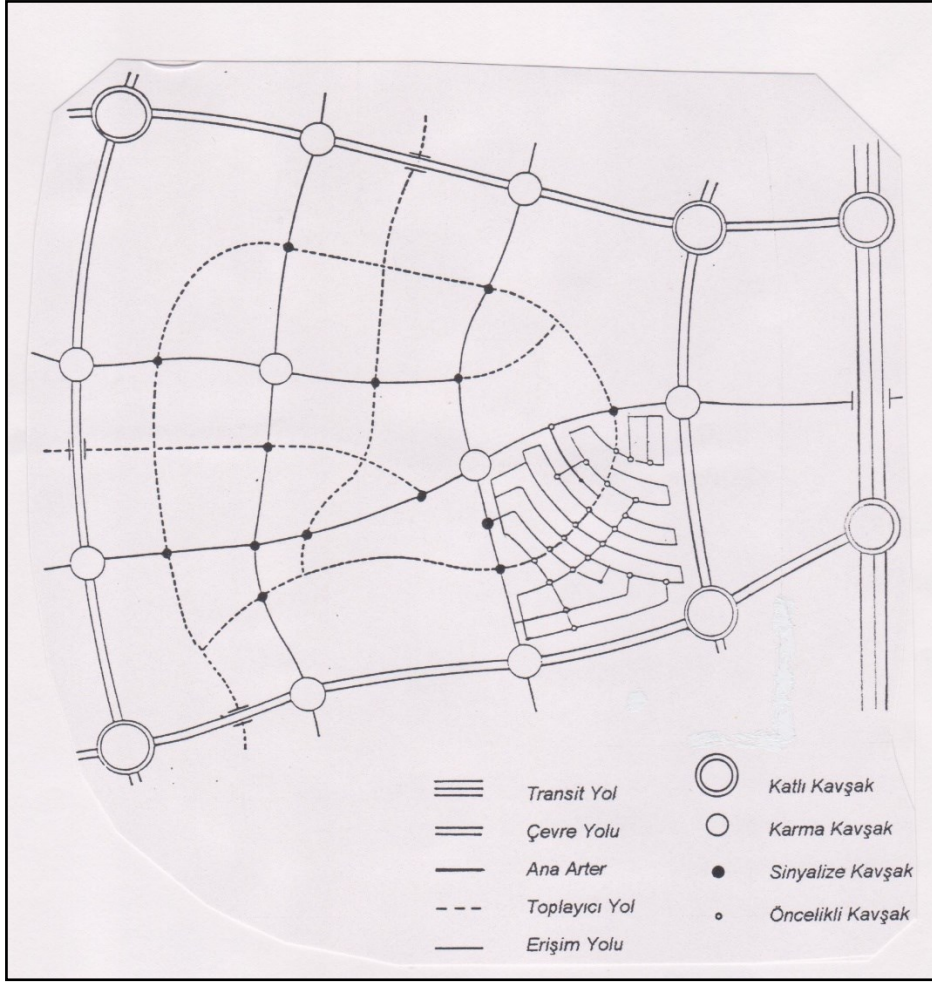 Transit Yol
Çevre Yolu
Ana Arter
Toplayıcı Yol
Erişim Yolu
Katlı Kavşak
Karma Kavşak
Sinyalize Kavşak
Öncelikli Kavşak